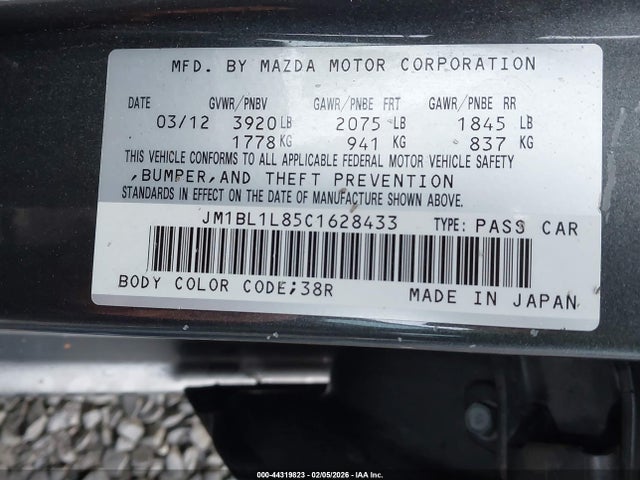 MFD. BY MAZDA MOTOR CORPORATION
DATE GVWR/PNBV GAWR/PNBE FRT GAWR/PNBE RR
03/12 3920 LB 2075 LB 1845 LB
1778 KG 941 KG 837 KG
THIS VEHICLE CONFORMS TO ALL APPLICABLE FEDERAL MOTOR VEHICLE SAFETY
,BUMPER,AND THEFT PREVENTION
STANDARDS IN EFFECT ON THE DATE OF MANUFACTURE SHOWN ABOVE.
JM1BL1L85C1628433 TYPE: PASS CAR
BODY COLOR CODE;38R MADE IN JAPAN
000-44319823 - 02/05/2026 - IAA Inc.